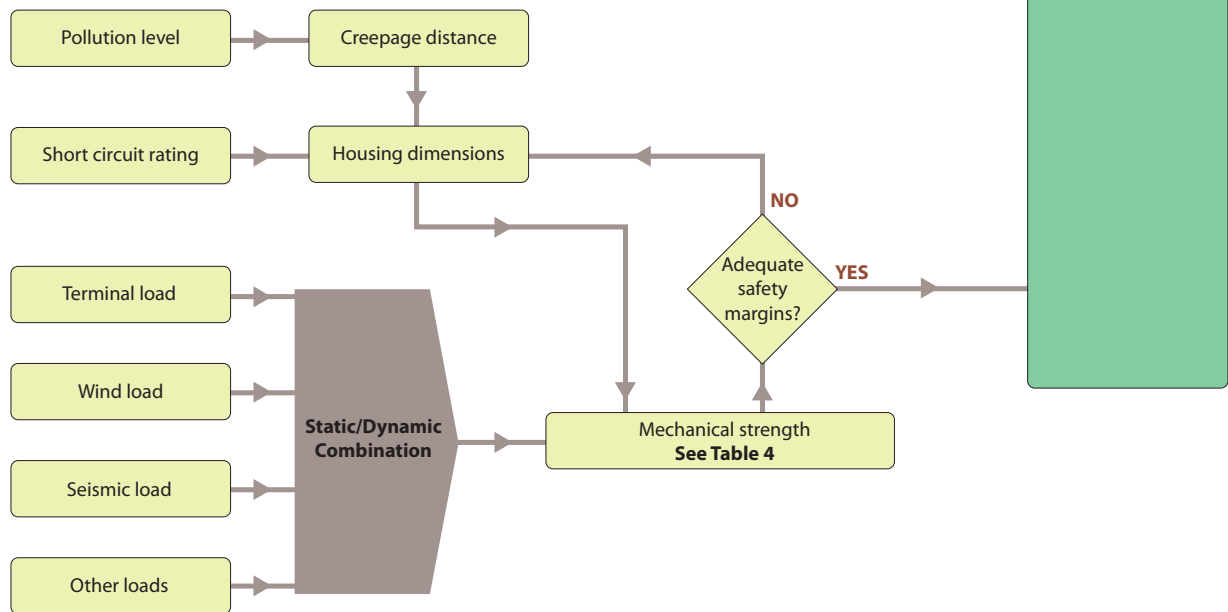 Pollution level
Creepage distance
Short circuit rating
Housing dimensions
NO
Adequate
safety
margins?
YES
Terminal load
Wind load
Static/Dynamic
Combination
Mechanical strength
See Table 4
Seismic load
Other loads